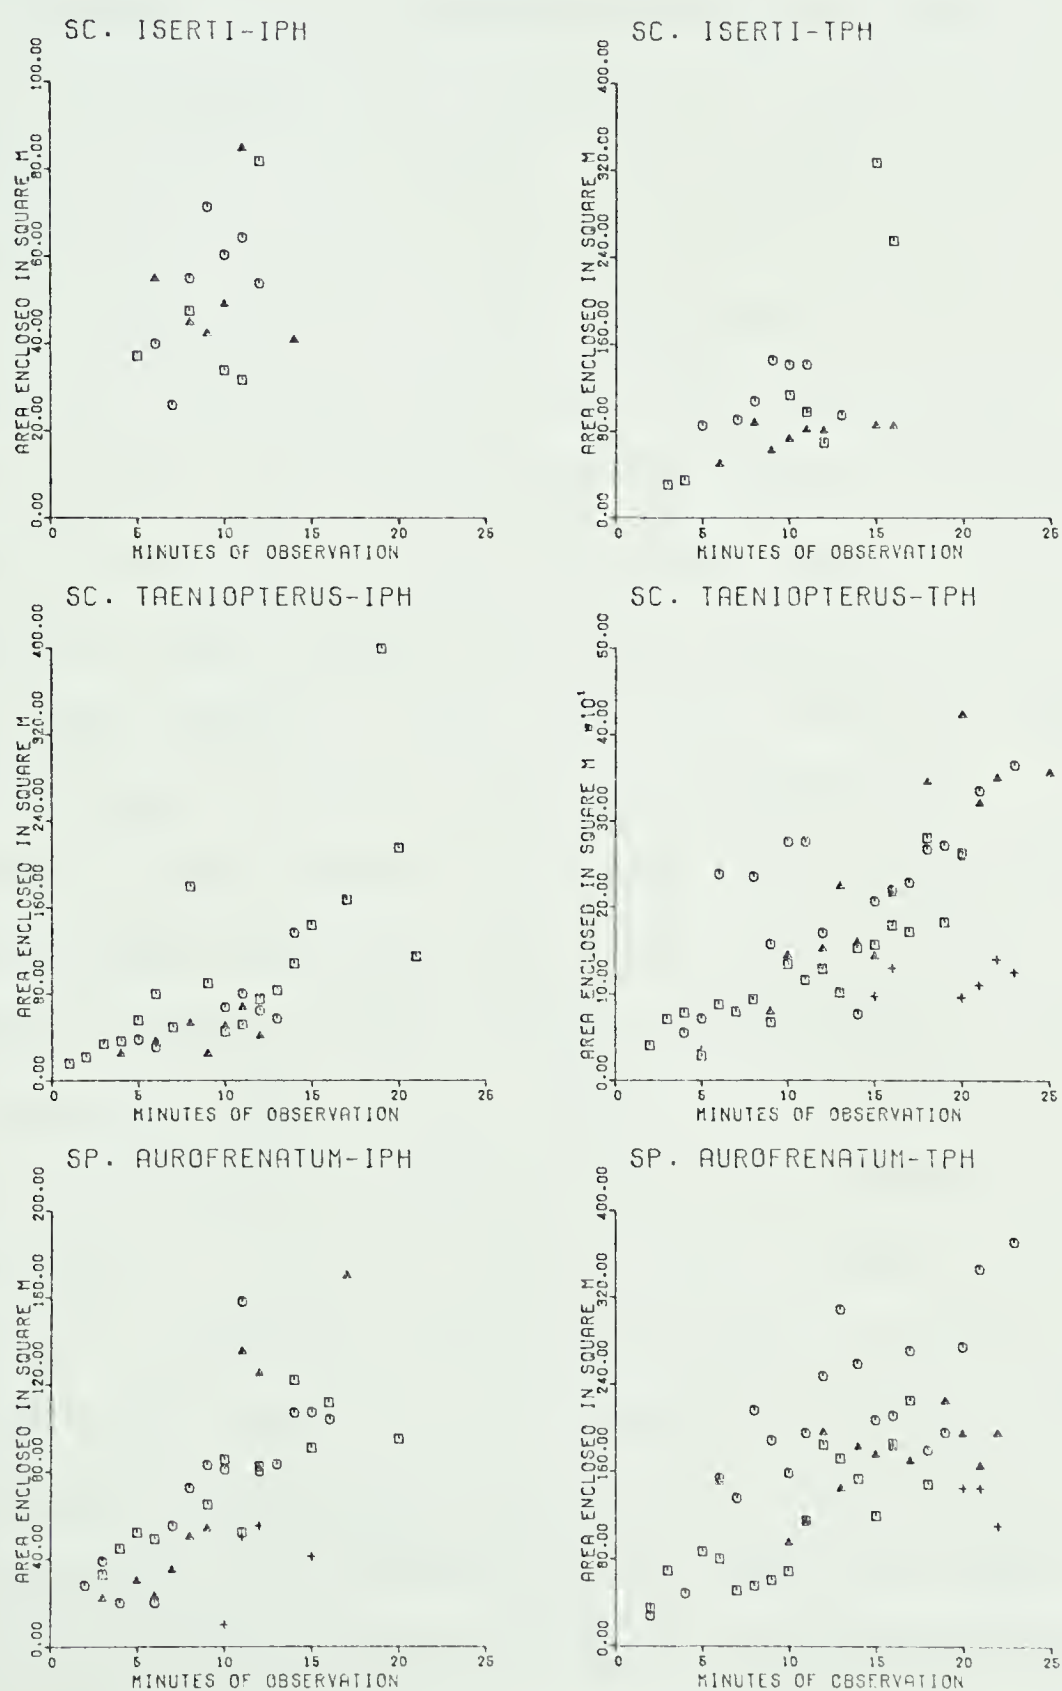 SC. ISERTI-IPH
AREA ENCLOSED IN SQUARE M
0.00 20.00 40.00 60.00 80.00 100.00
0 5 10 15 20 25
MINUTES OF OBSERVATION
SC. ISERTI-TPH
AREA ENCLOSED IN SQUARE M
0.00 80.00 160.00 240.00 320.00 400.00
0 5 10 15 20 25
MINUTES OF OBSERVATION
SC. TAENIOPTERUS-IPH
AREA ENCLOSED IN SQUARE M
0.00 80.00 160.00 240.00 320.00 400.00
0 5 10 15 20 25
MINUTES OF OBSERVATION
SC. TAENIOPTERUS-TPH
AREA ENCLOSED IN SQUARE M *10¹
0.00 10.00 20.00 30.00 40.00 50.00
0 5 10 15 20 25
MINUTES OF OBSERVATION
SP. AUROFRENATUM-IPH
AREA ENCLOSED IN SQUARE M
0.00 40.00 80.00 120.00 160.00 200.00
0 5 10 15 20 25
MINUTES OF OBSERVATION
SP. AUROFRENATUM-TPH
AREA ENCLOSED IN SQUARE M
0.00 80.00 160.00 240.00 320.00 400.00
0 5 10 15 20 25
MINUTES OF OBSERVATION